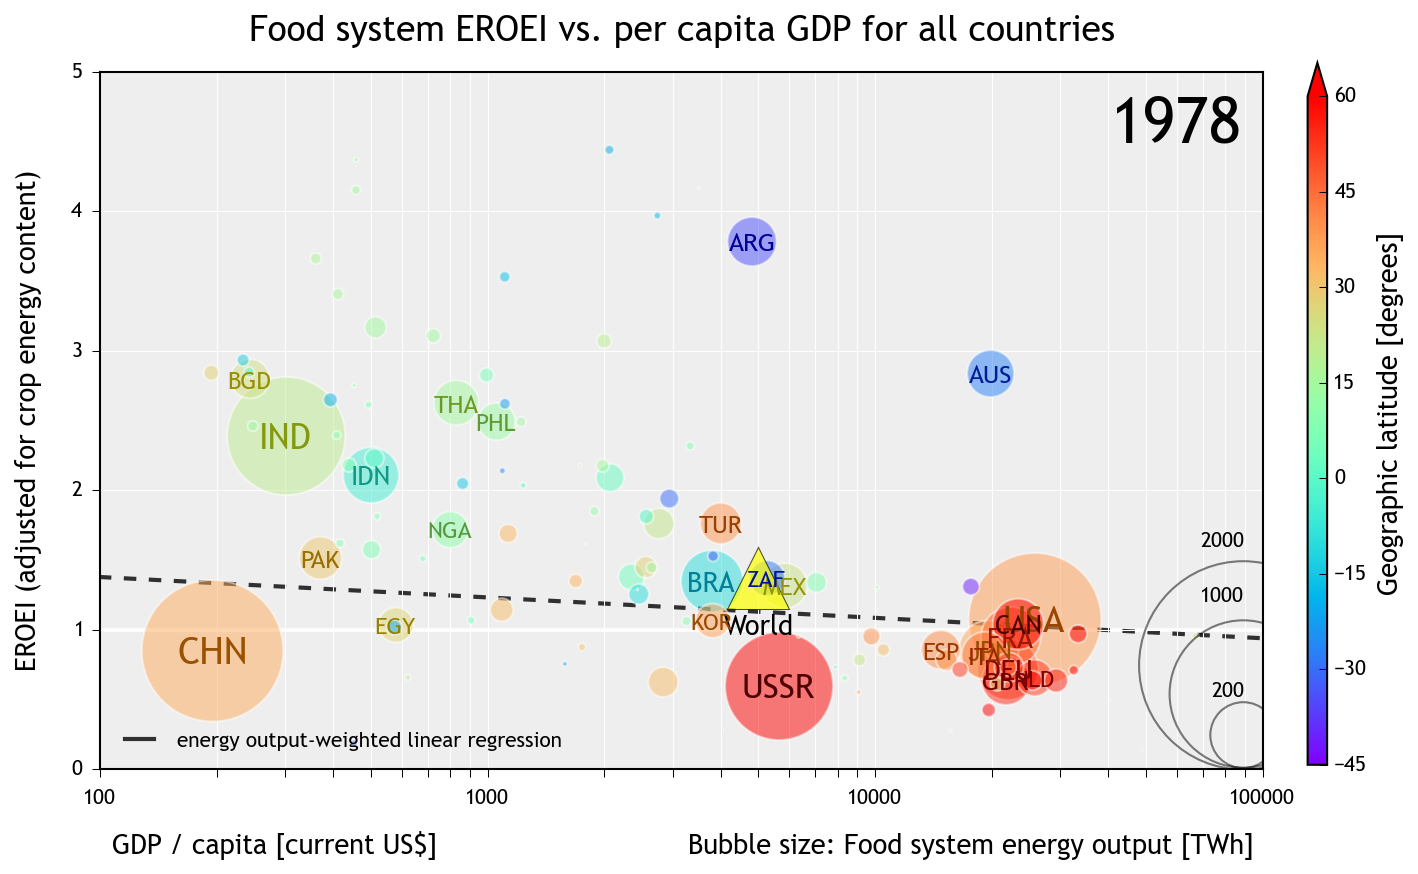 Food system EROEI vs. per capita GDP for all countries
1978
EROEI (adjusted for crop energy content)
5
4
3
2
1
0
ARG
AUS
BGD
IND
THA
PHL
IDN
NGA
TUR
PAK
BRA
ZAF
MEX
EGY
KOR
World
CHN
USSR
USA
CAN
FRA
ESP
JPN
ITA
DEU
GBR
NLD
2000
1000
200
energy output-weighted linear regression
100
1000
10000
100000
GDP / capita [current US$]
Bubble size: Food system energy output [TWh]
60
45
30
15
0
−15
−30
−45
Geographic latitude [degrees]